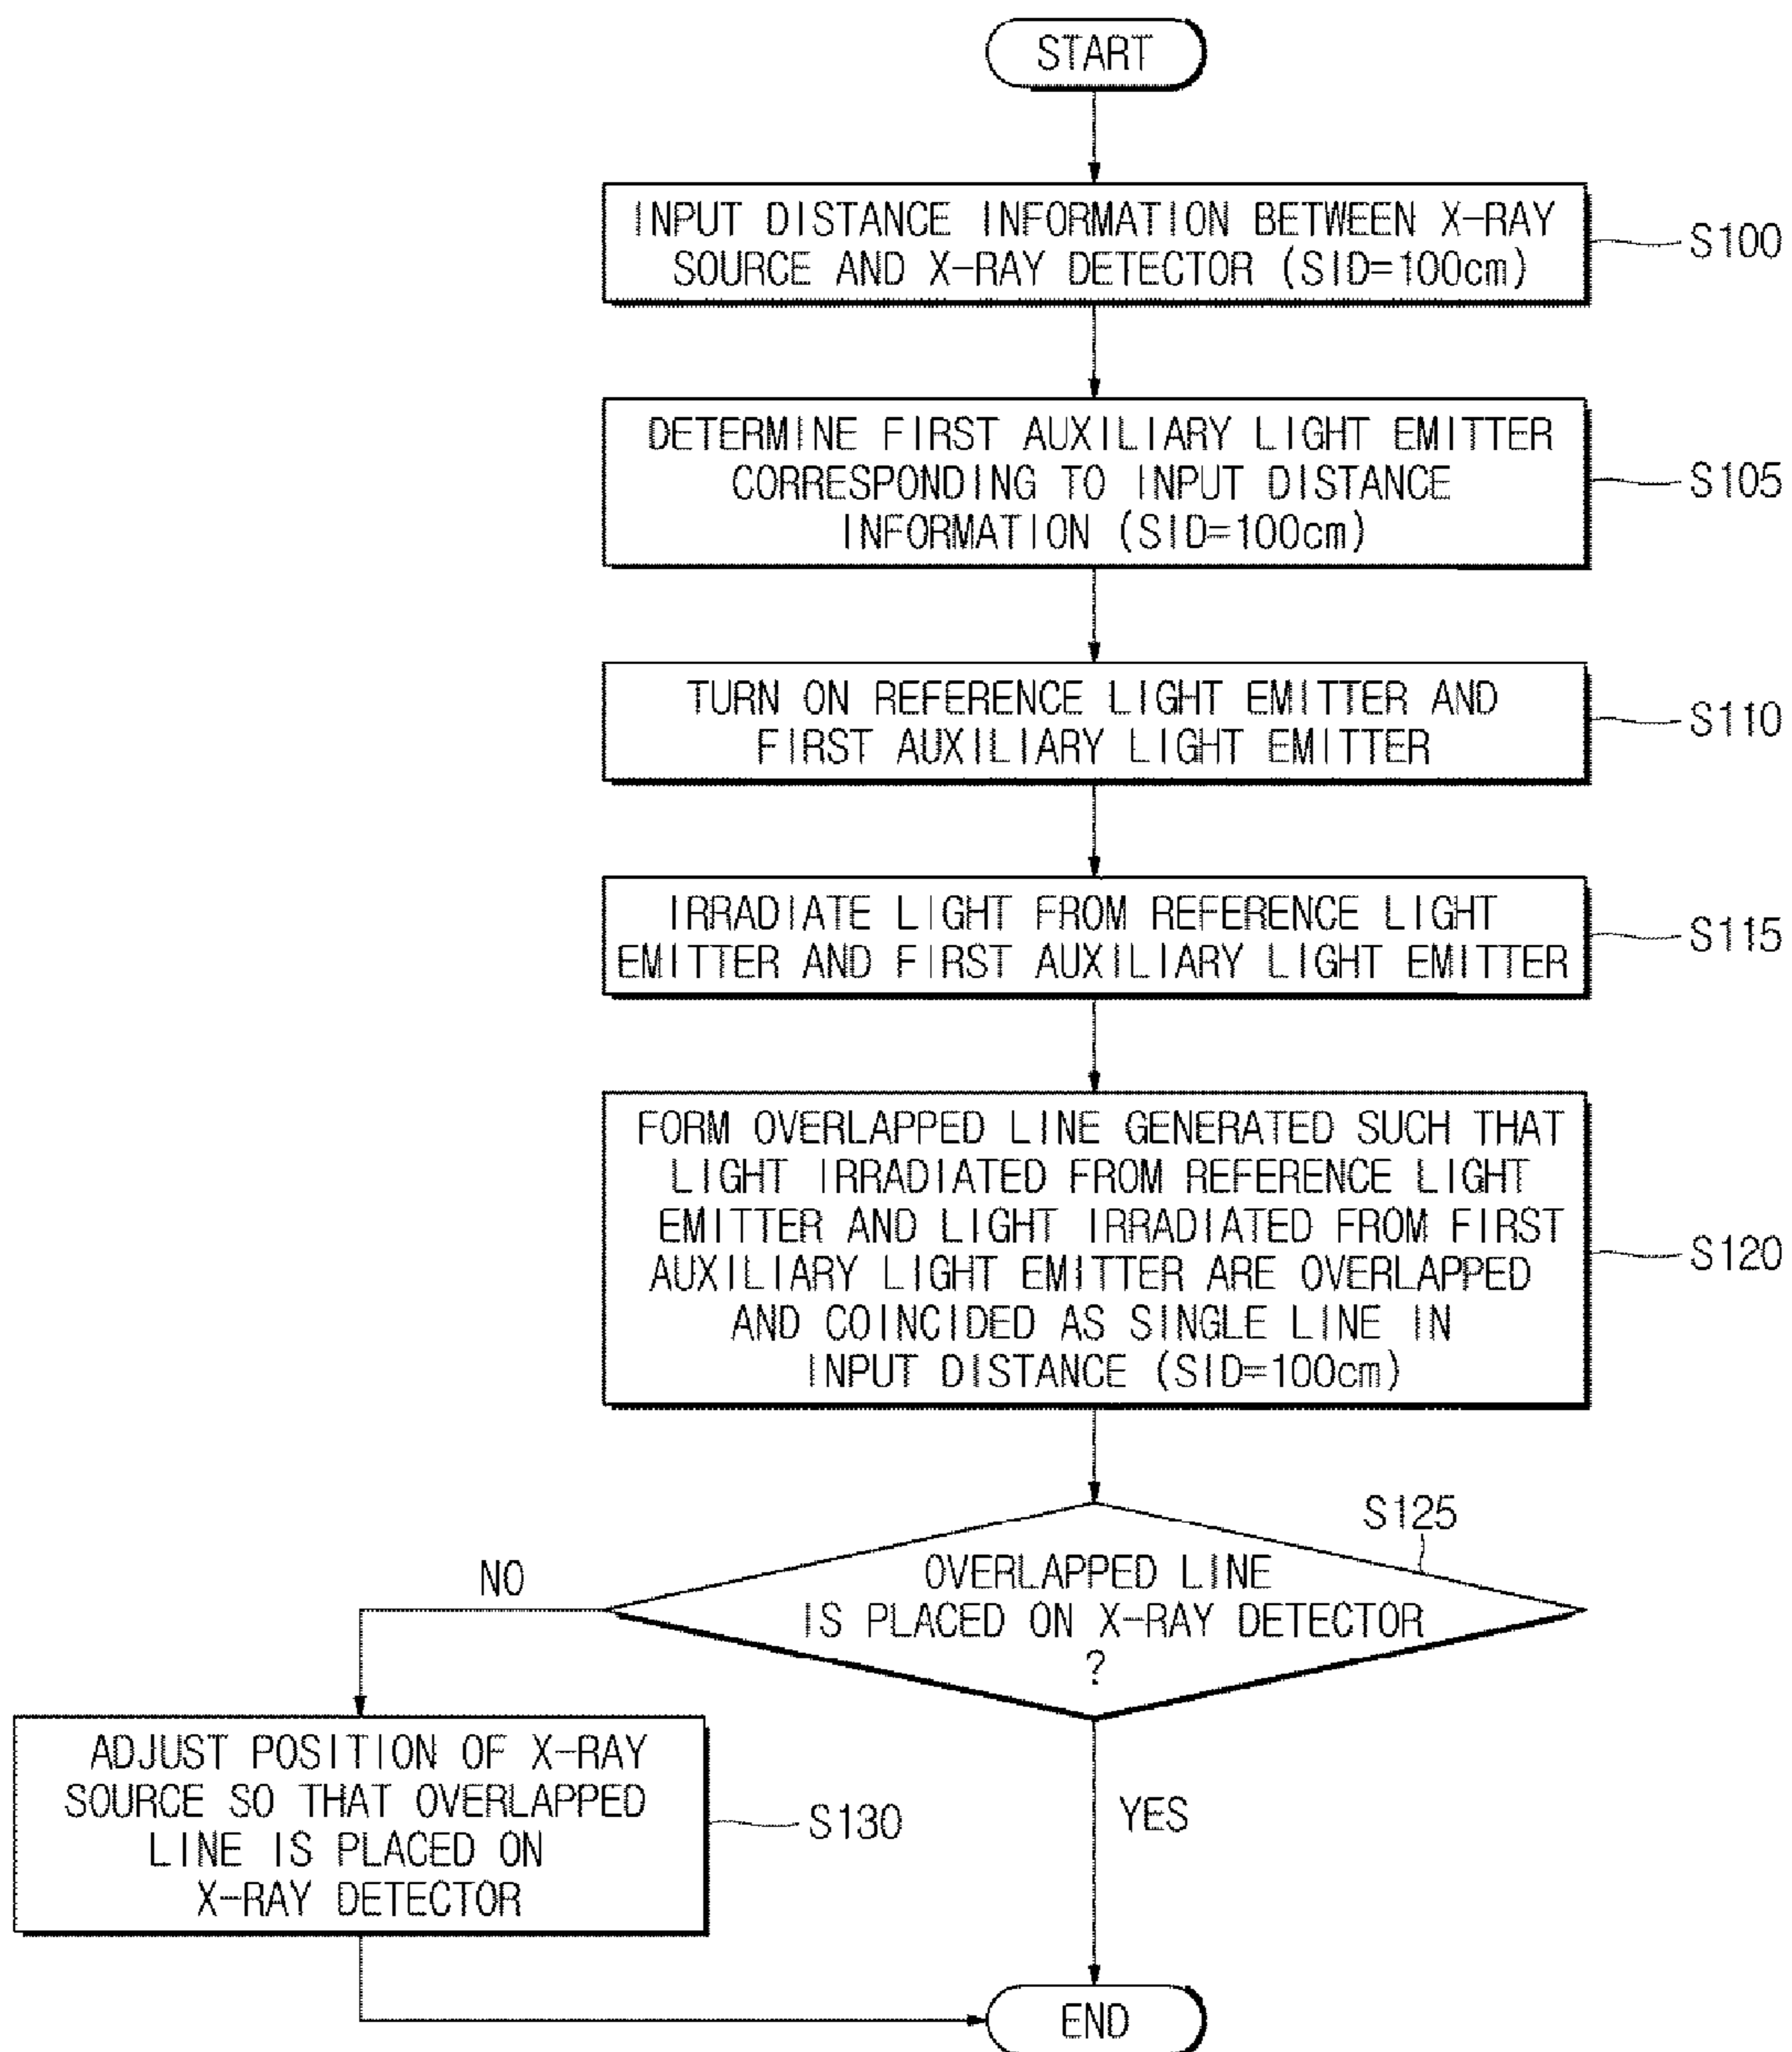 START
INPUT DISTANCE INFORMATION BETWEEN X-RAY
SOURCE AND X-RAY DETECTOR (SID=100cm)
S100
DETERMINE FIRST AUXILIARY LIGHT EMITTER
CORRESPONDING TO INPUT DISTANCE
INFORMATION (SID=100cm)
S105
TURN ON REFERENCE LIGHT EMITTER AND
FIRST AUXILIARY LIGHT EMITTER
S110
IRRADIATE LIGHT FROM REFERENCE LIGHT
EMITTER AND FIRST AUXILIARY LIGHT EMITTER
S115
FORM OVERLAPPED LINE GENERATED SUCH THAT
LIGHT IRRADIATED FROM REFERENCE LIGHT
EMITTER AND LIGHT IRRADIATED FROM FIRST
AUXILIARY LIGHT EMITTER ARE OVERLAPPED
AND COINCIDED AS SINGLE LINE IN
INPUT DISTANCE (SID=100cm)
S120
S125
OVERLAPPED LINE
IS PLACED ON X-RAY DETECTOR
?
NO
YES
ADJUST POSITION OF X-RAY
SOURCE SO THAT OVERLAPPED
LINE IS PLACED ON
X-RAY DETECTOR
S130
END